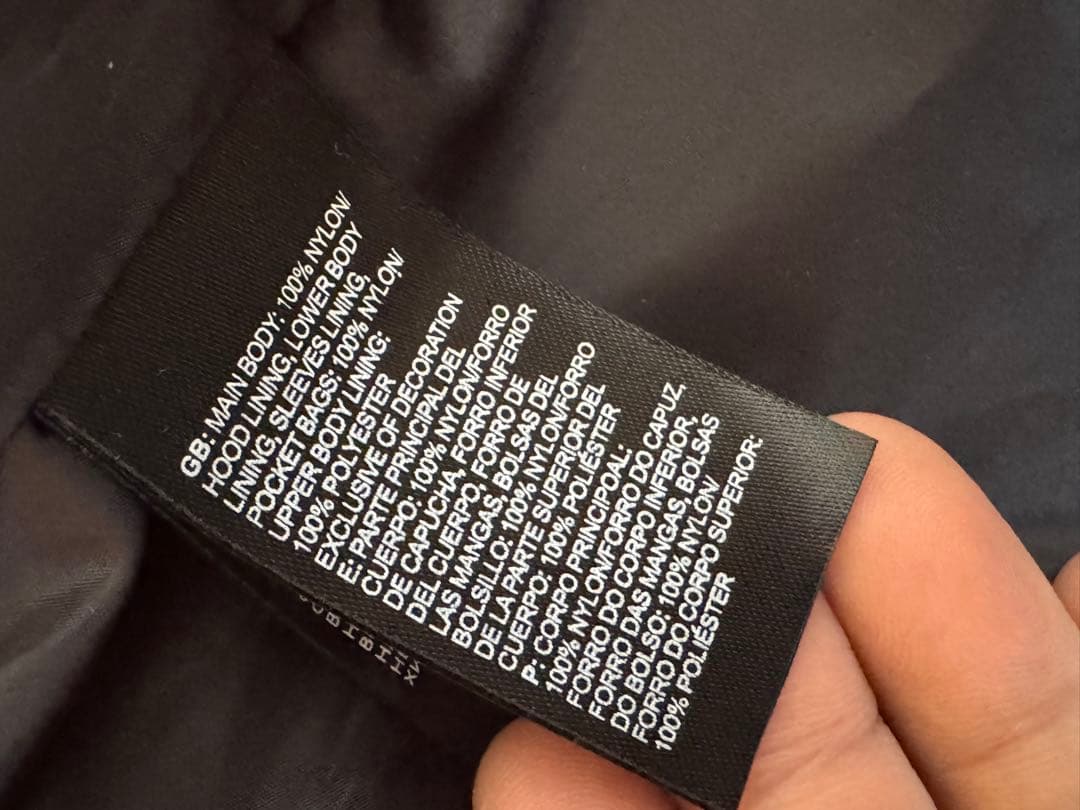 GB: MAIN BODY: 100% NYLON/
HOOD LINING, LOWER BODY
LINING, SLEEVES LINING,
POCKET BAGS: 100% NYLON/
UPPER BODY LINING:
100% POLYESTER
EXCLUSIVE OF DECORATION
E: PARTE PRINCIPAL DEL
CUERPO: 100% NYLON/FORRO
DE CAPUCHA, FORRO INFERIOR
DEL CUERPO, FORRO DE
LAS MANGAS, BOLSAS DEL
BOLSILLO: 100% NYLON/FORRO
DE LA PARTE SUPERIOR DEL
CUERPO: 100% POLIÉSTER
P: CORPO PRINCIPAL:
100% NYLON/FORRO DO CAPUZ,
FORRO DO CORPO INFERIOR,
FORRO DAS MANGAS, BOLSAS
DO BOLSO: 100% NYLON/
FORRO DO CORPO SUPERIOR:
100% POLIÉSTER